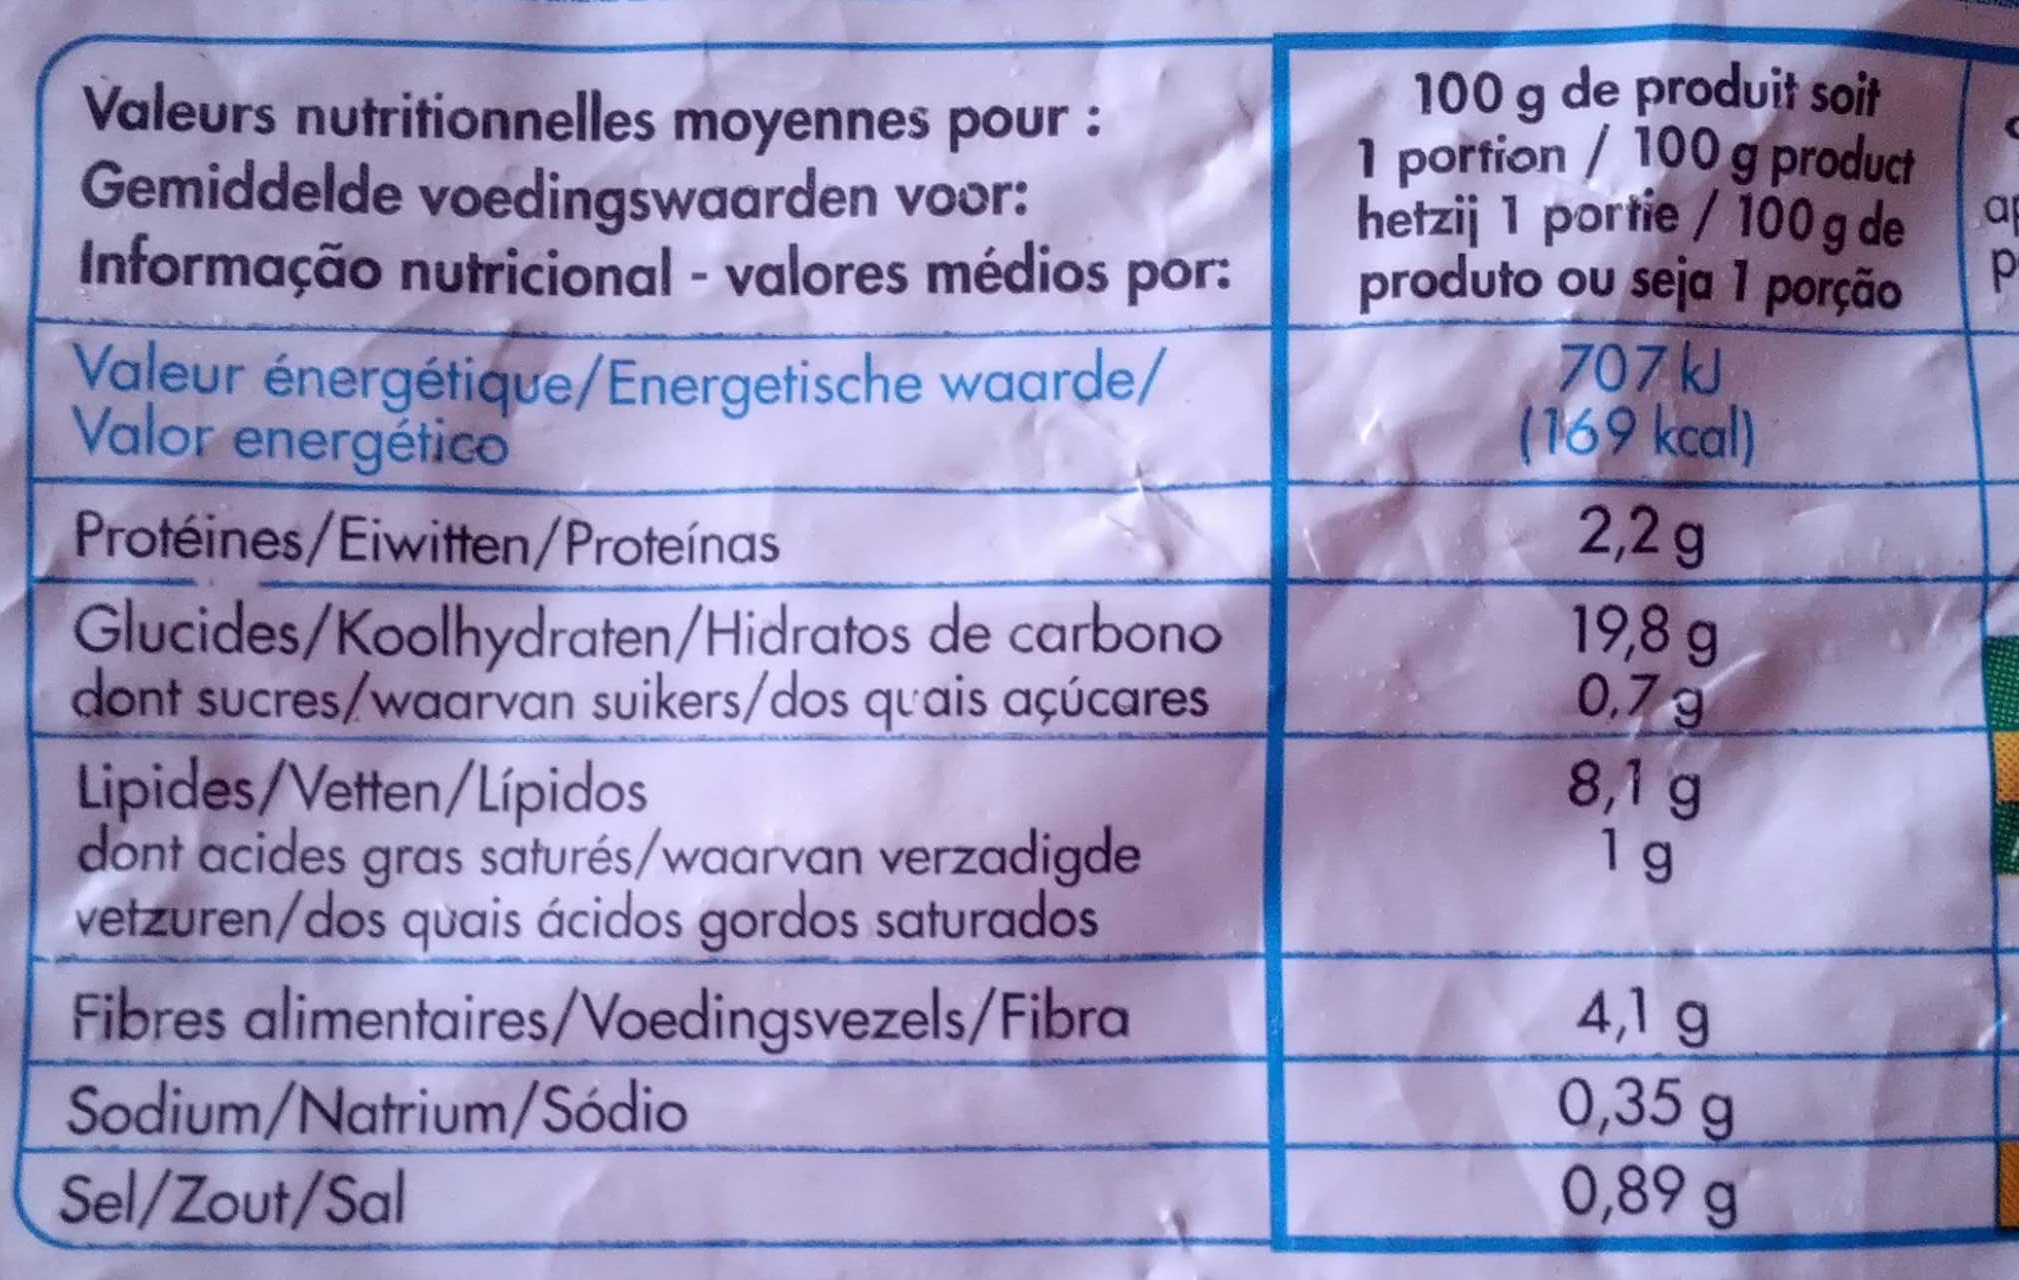 Valeurs nutritionnelles moyennes pour :
Gemiddelde voedingswaarden voor:
Informação nutricional - valores médios por:
100 g de produit soit
1 portion / 100 g product
hetzij 1 portie / 100 g de
produto ou seja 1 porção
Valeur énergétique/Energetische waarde/
Valor energético
707 kJ
(169 kcal)
Protéines/Eiwitten/Proteínas
2,2 g
Glucides/Koolhydraten/Hidratos de carbono
19,8 g
dont sucres/waarvan suikers/dos quais açúcares
0,7 g
Lipides/Vetten/Lípidos
8,1 g
dont acides gras saturés/waarvan verzadigde
vetzuren/dos quais ácidos gordos saturados
1 g
Fibres alimentaires/Voedingsvezels/Fibra
4,1 g
Sodium/Natrium/Sódio
0,35 g
Sel/Zout/Sal
0,89 g